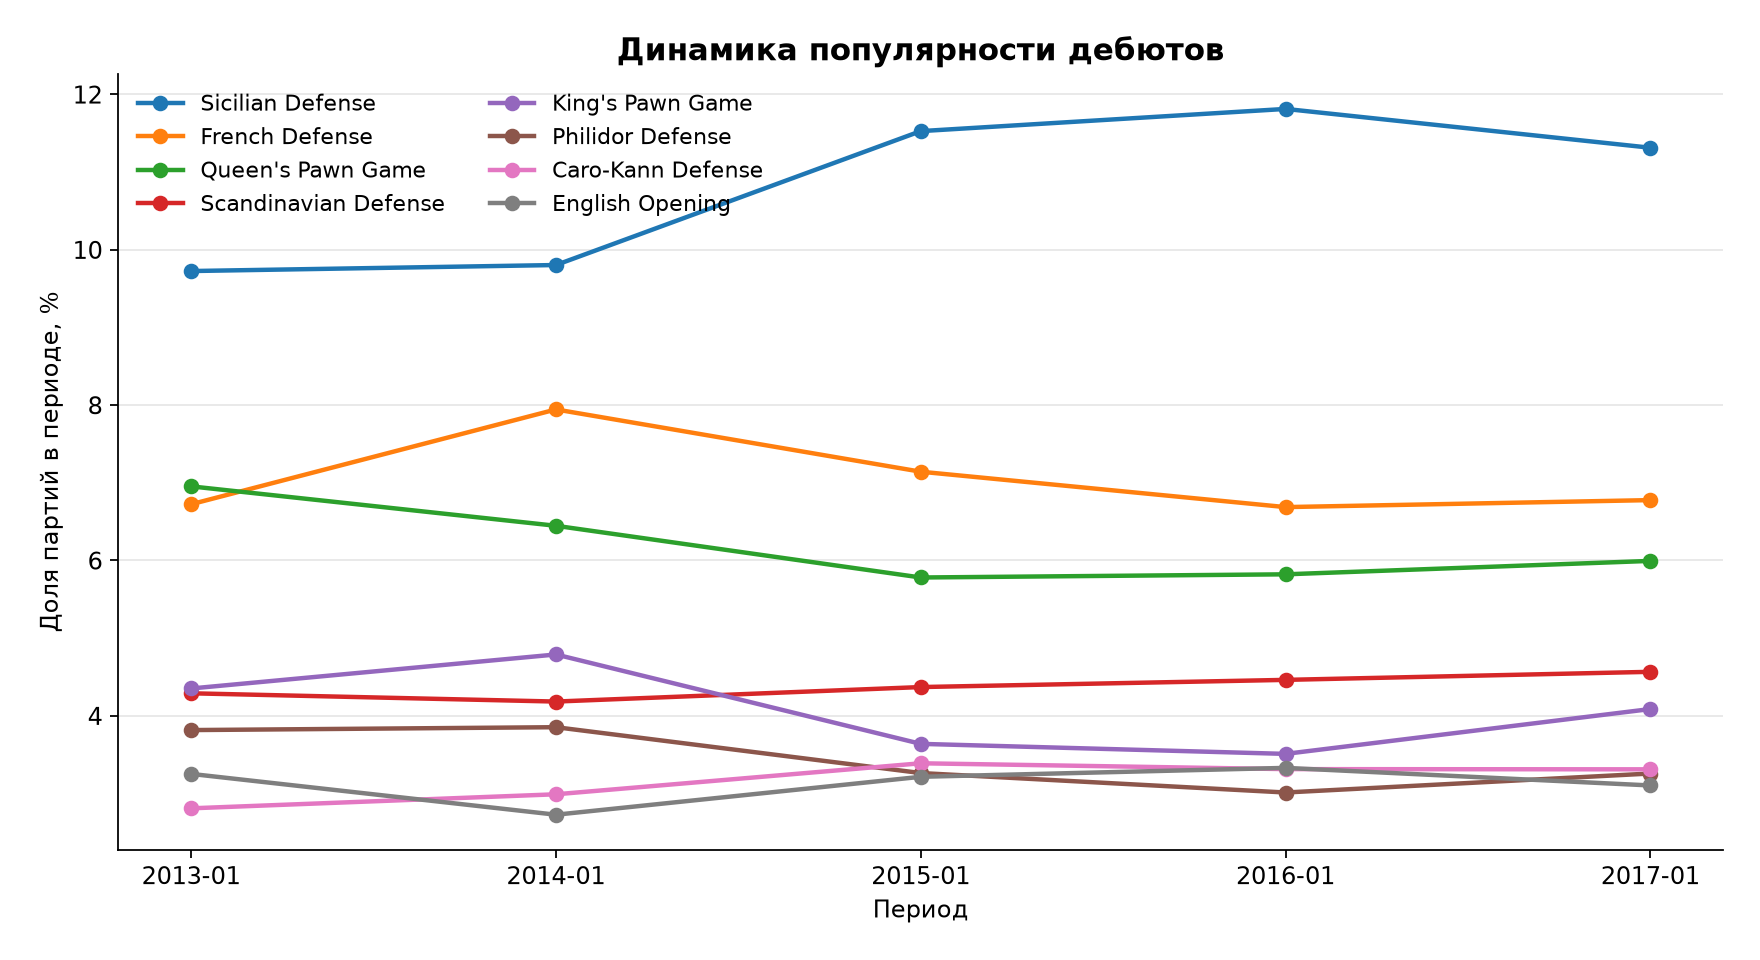 Динамика популярности дебютов
Sicilian Defense
French Defense
Queen's Pawn Game
Scandinavian Defense
King's Pawn Game
Philidor Defense
Caro-Kann Defense
English Opening
Доля партий в периоде, %
12
10
8
6
4
2013-01
2014-01
2015-01
2016-01
2017-01
Период